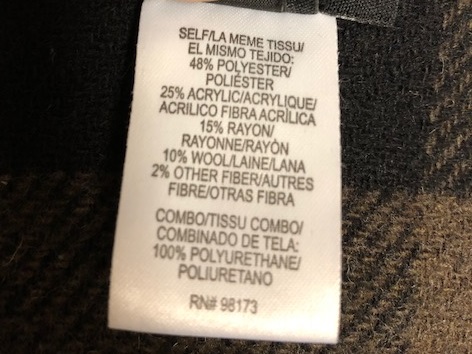 SELF/LA MEME TISSU/
EL MISMO TEJIDO:
48% POLYESTER/
POLIÉSTER
25% ACRYLIC/ACRYLIQUE/
ACRILICO FIBRA ACRÍLICA
15% RAYON/
RAYONNE/RAYÓN
10% WOOL/LAINE/LANA
2% OTHER FIBER/AUTRES
FIBRE/OTRAS FIBRA
COMBO/TISSU COMBO/
COMBINADO DE TELA:
100% POLYURETHANE/
POLIURETANO
RN# 98173